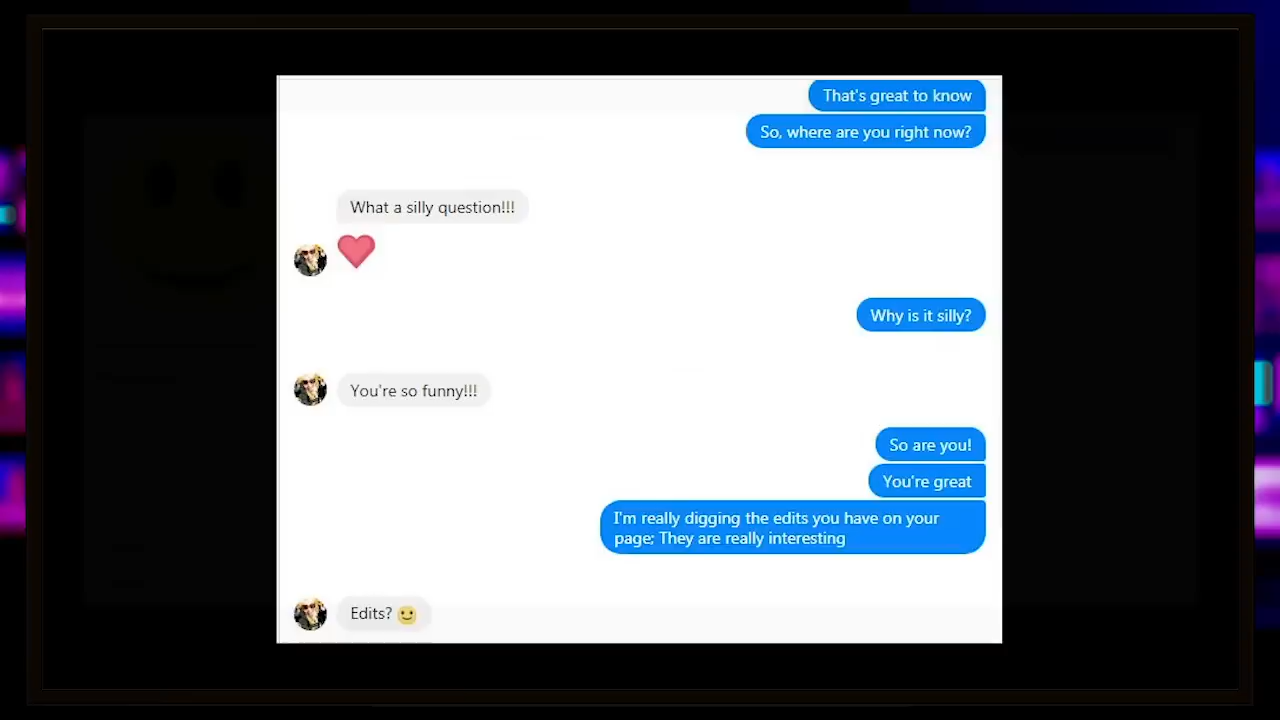 That's great to know
So, where are you right now?
What a silly question!!!
Why is it silly?
You're so funny!!!
So are you!
You're great
I'm really digging the edits you have on your
page; They are really interesting
Edits? 🙂